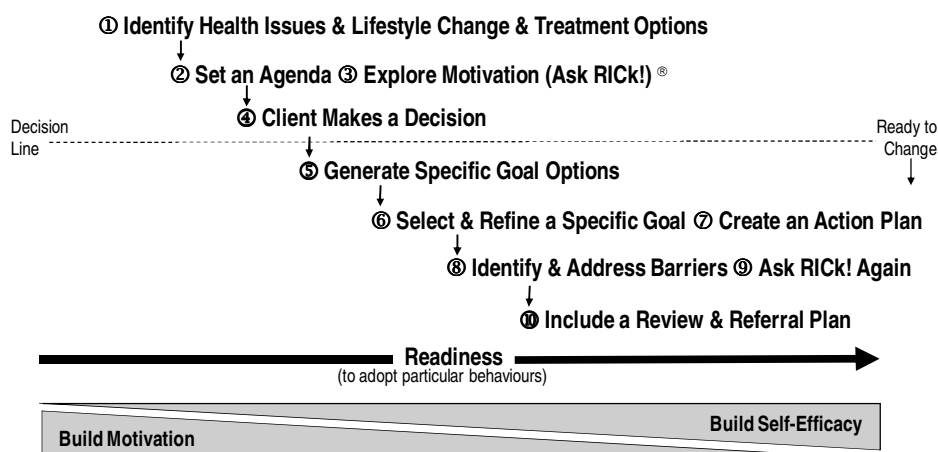 ① Identify Health Issues & Lifestyle Change & Treatment Options
② Set an Agenda ③ Explore Motivation (Ask RICk!) ®
④ Client Makes a Decision
Decision
Line
Ready to
Change
⑤ Generate Specific Goal Options
⑥ Select & Refine a Specific Goal ⑦ Create an Action Plan
⑧ Identify & Address Barriers ⑨ Ask RICk! Again
⑩ Include a Review & Referral Plan
Readiness
(to adopt particular behaviours)
Build Self-Efficacy
Build Motivation